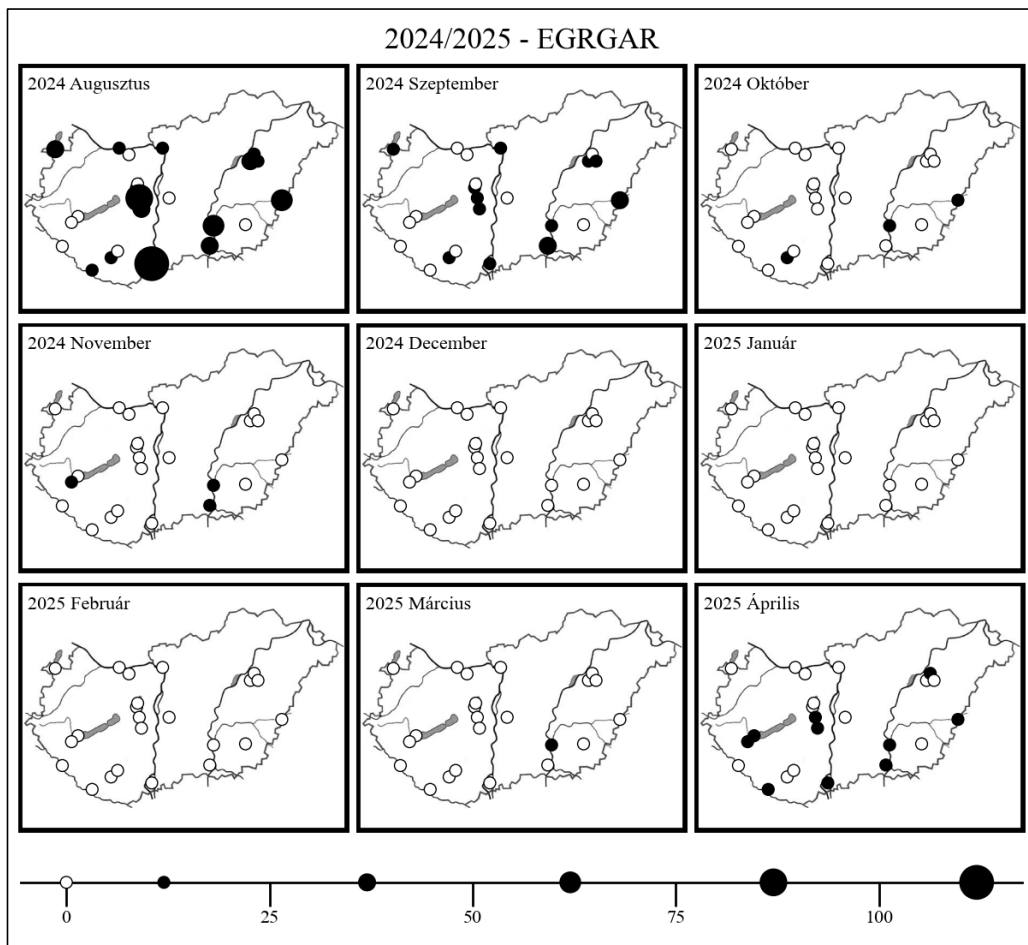 2024/2025 - EGRGAR
2024 Augusztus
2024 Szeptember
2024 Október
2024 November
2024 December
2025 Január
2025 Február
2025 Március
2025 Április
0
25
50
75
100